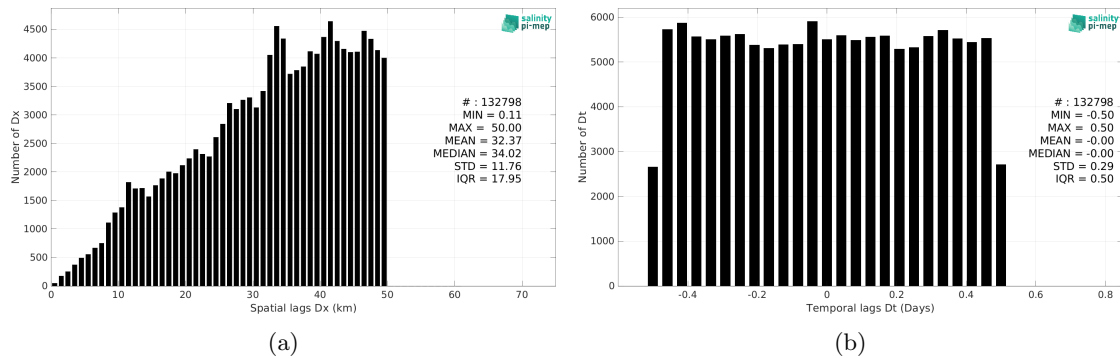 salinity
pi-mep
4500
4000
3500
3000
2500
2000
1500
1000
500
0
Number of Dx
# : 132798
MIN = 0.11
MAX = 50.00
MEAN = 32.37
MEDIAN = 34.02
STD = 11.76
IQR = 17.95
0 10 20 30 40 50 60 70
Spatial lags Dx (km)
(a)
salinity
pi-mep
6000
5000
4000
3000
2000
1000
0
Number of Dt
# : 132798
MIN = -0.50
MAX = 0.50
MEAN = -0.00
MEDIAN = -0.00
STD = 0.29
IQR = 0.50
-0.4 -0.2 0 0.2 0.4 0.6 0.8
Temporal lags Dt (Days)
(b)